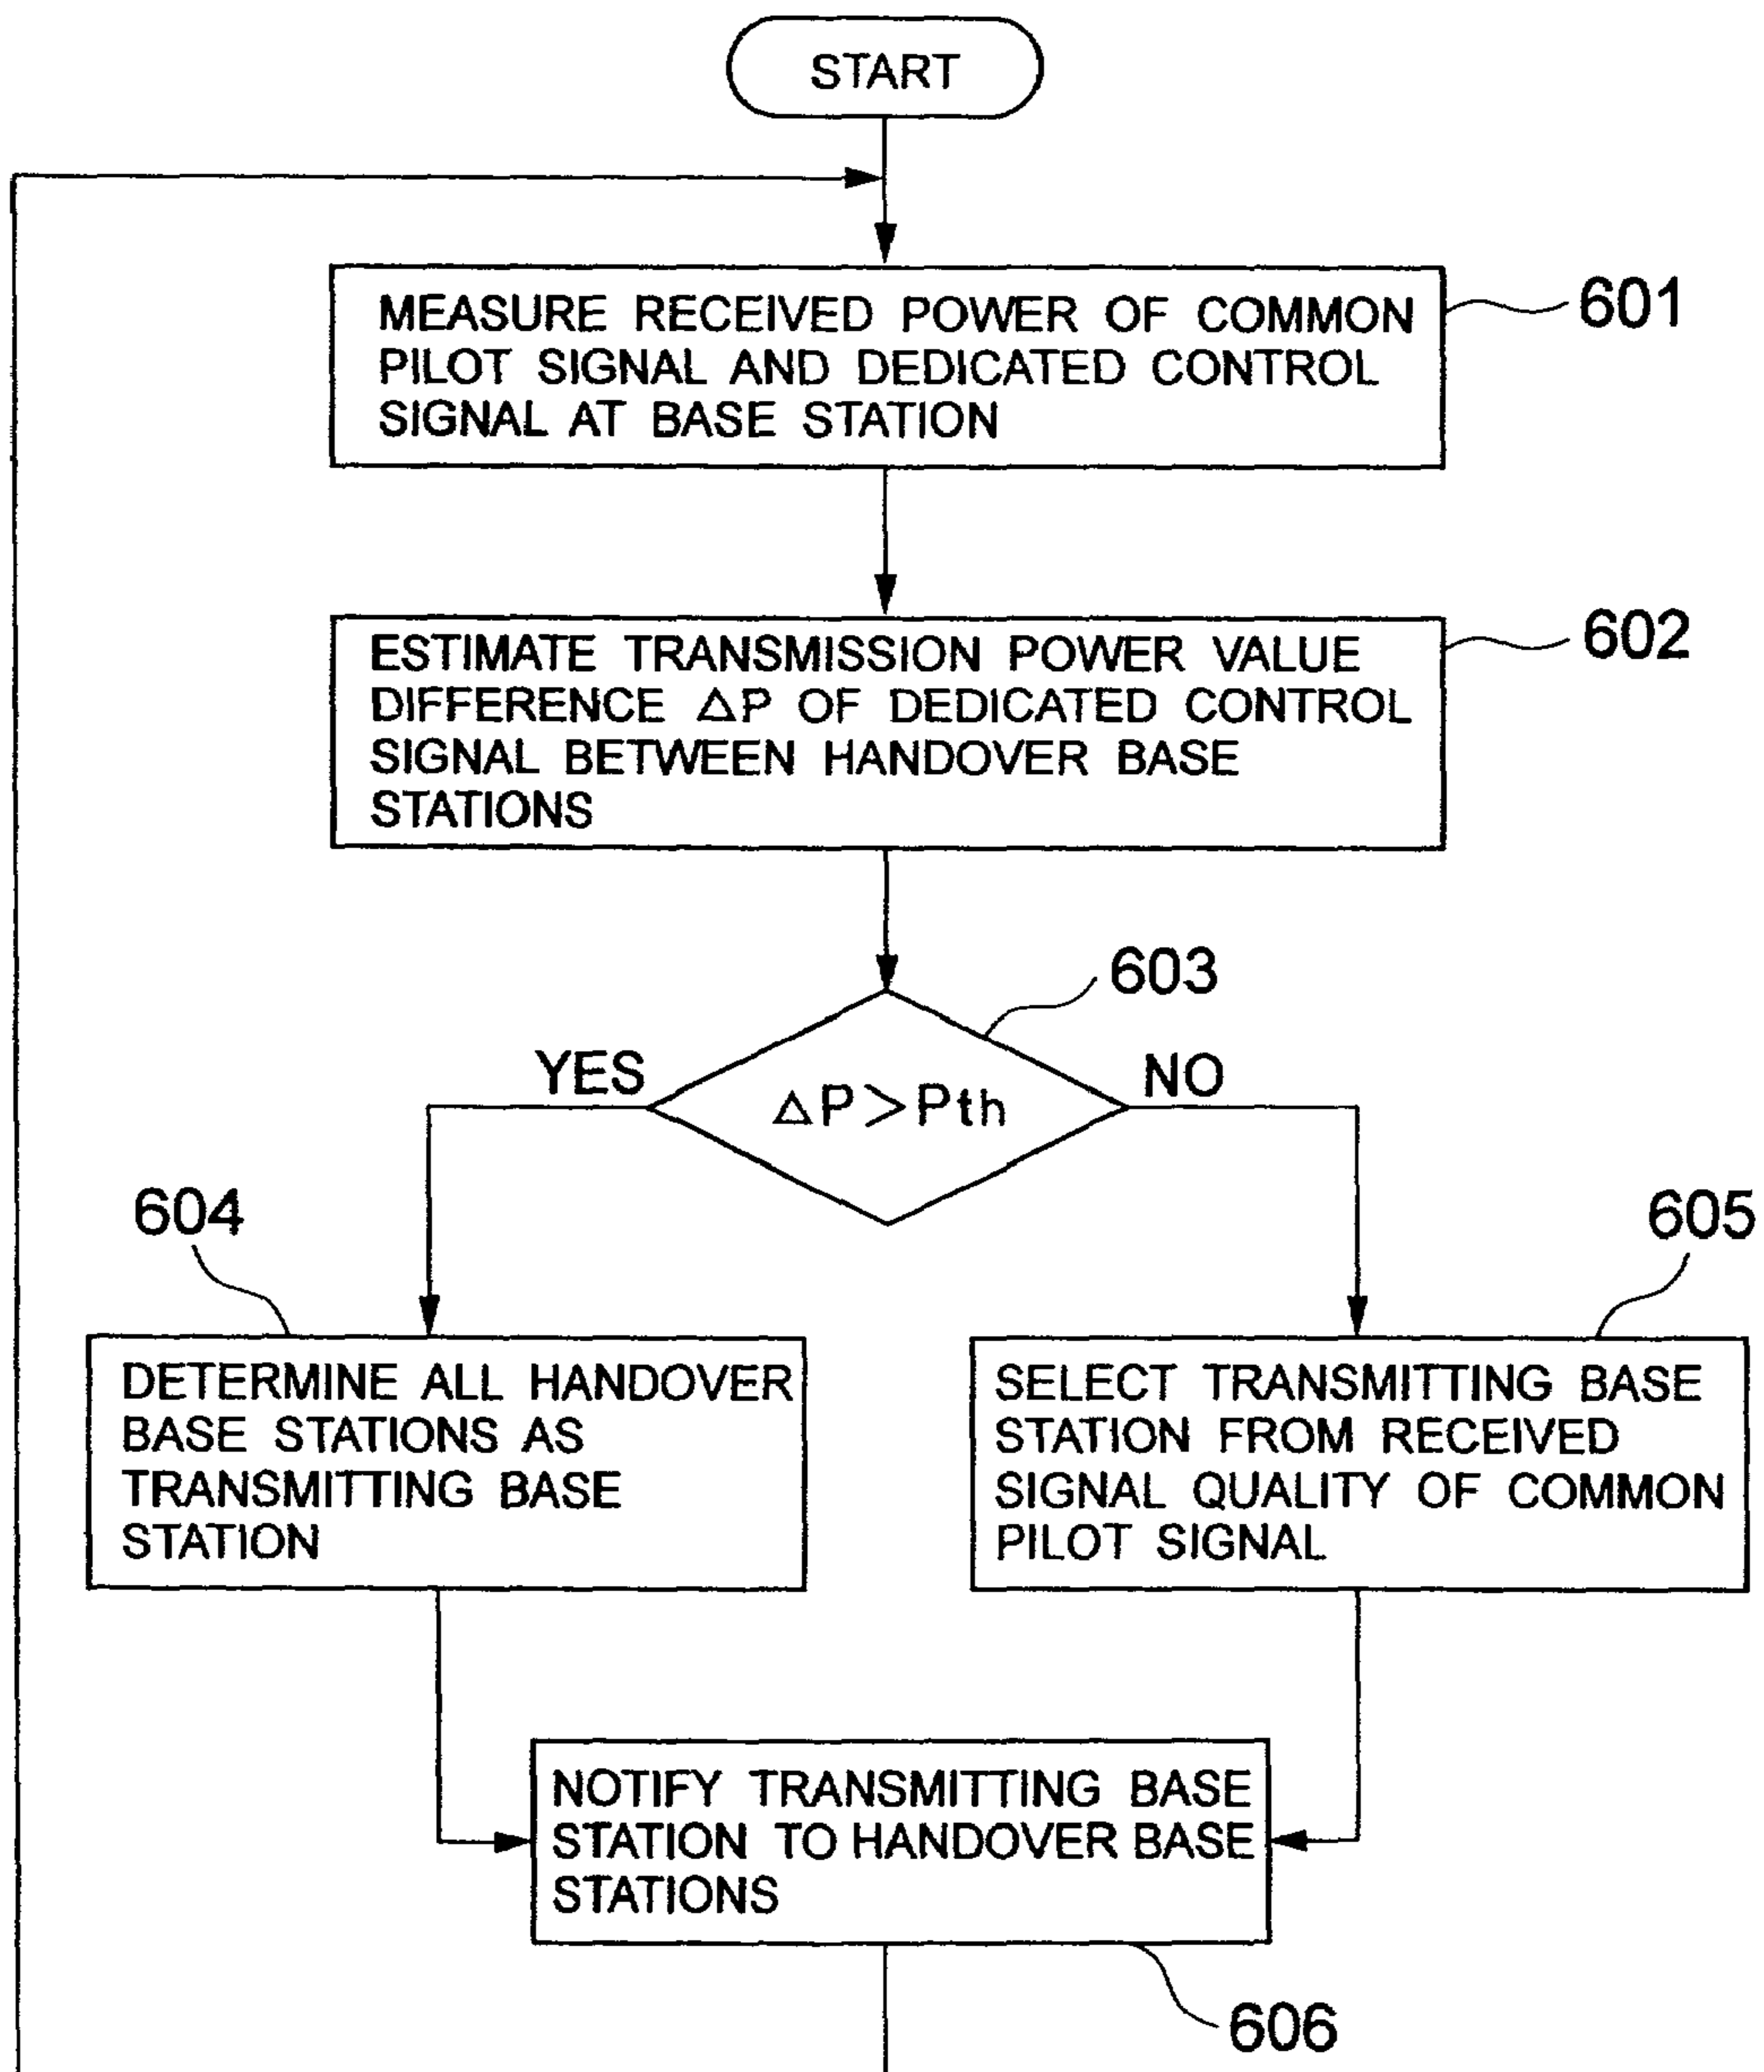 START
MEASURE RECEIVED POWER OF COMMON
PILOT SIGNAL AND DEDICATED CONTROL
SIGNAL AT BASE STATION
601
ESTIMATE TRANSMISSION POWER VALUE
DIFFERENCE △P OF DEDICATED CONTROL
SIGNAL BETWEEN HANDOVER BASE
STATIONS
602
603
YES
△P>Pth
NO
604
605
DETERMINE ALL HANDOVER
BASE STATIONS AS
TRANSMITTING BASE
STATION
SELECT TRANSMITTING BASE
STATION FROM RECEIVED
SIGNAL QUALITY OF COMMON
PILOT SIGNAL
NOTIFY TRANSMITTING BASE
STATION TO HANDOVER BASE
STATIONS
606